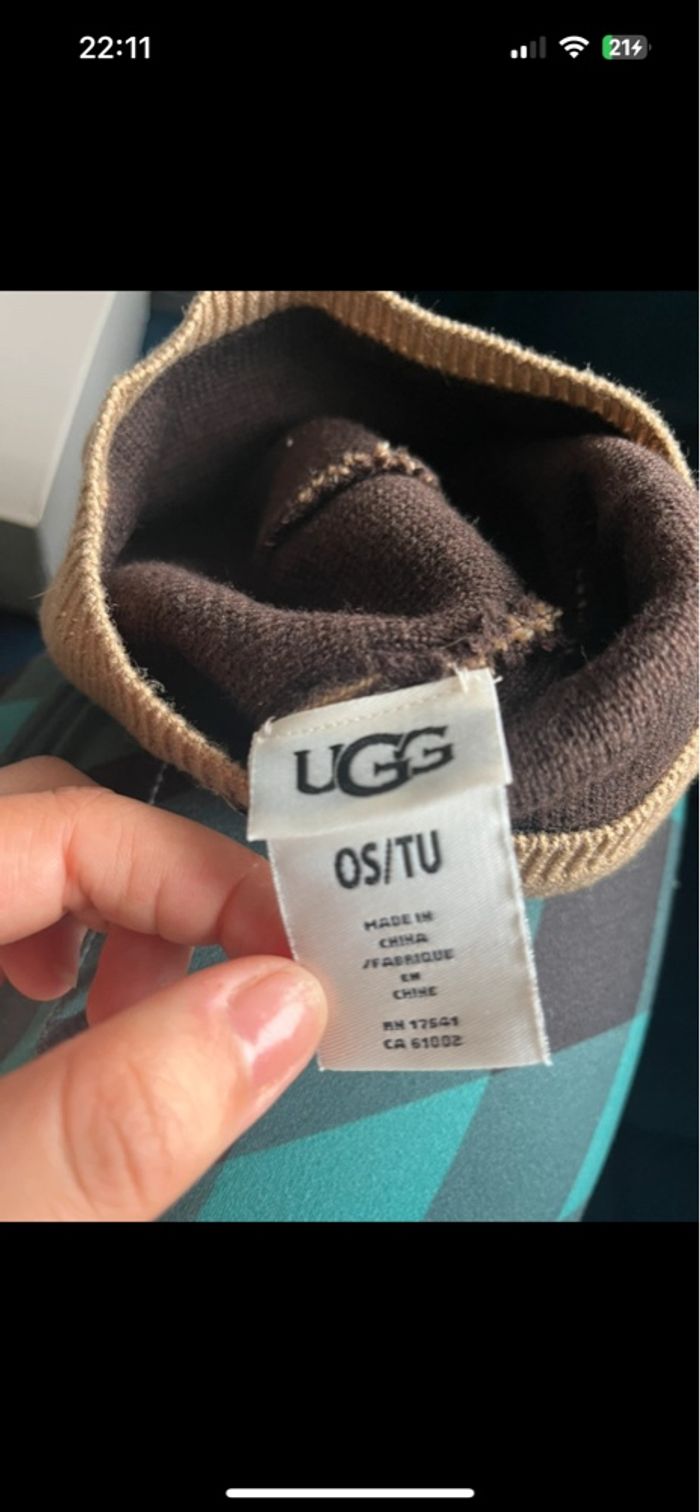 22:11
21
UGG
OS/TU
MADE IN
CHINA
/FABRIQUE
EN
CHINE
RN 17541
CA 61002